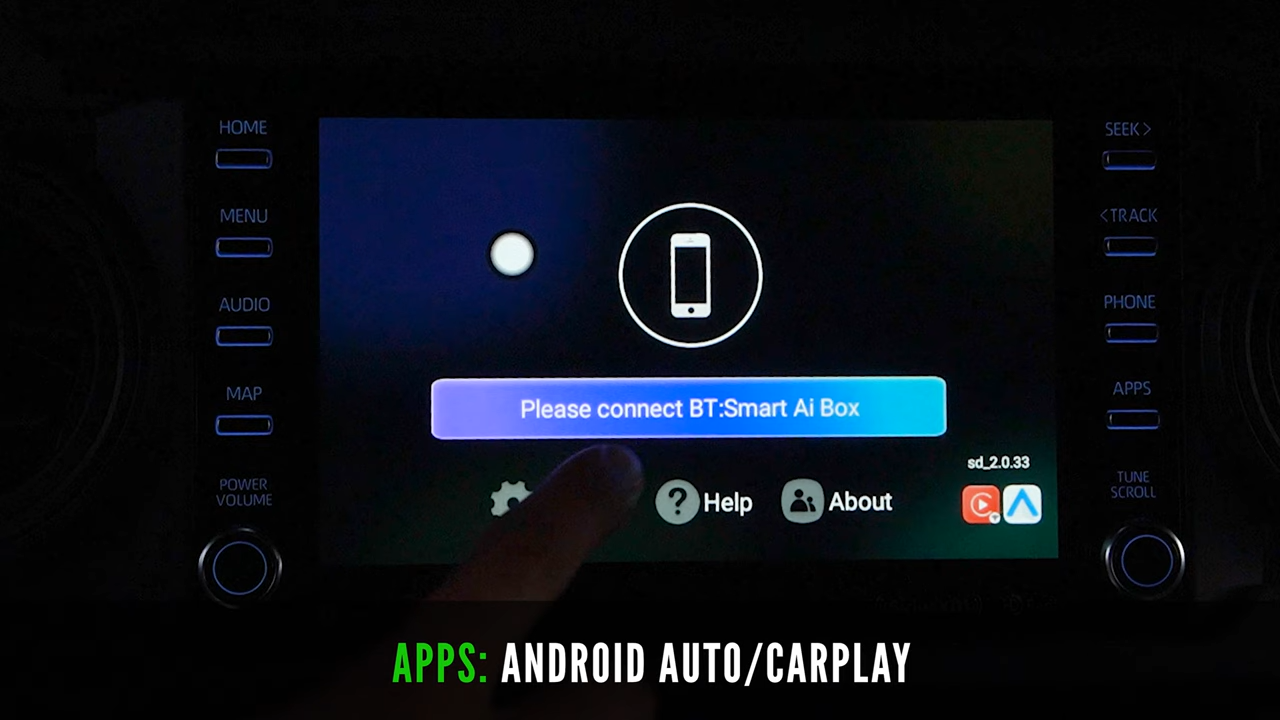 HOME
MENU
AUDIO
MAP
POWER
VOLUME
Please connect BT:Smart Ai Box
Help
About
sd_2.0.33
SEEK>
<TRACK
PHONE
APPS
TUNE
SCROLL
APPS: ANDROID AUTO/CARPLAY